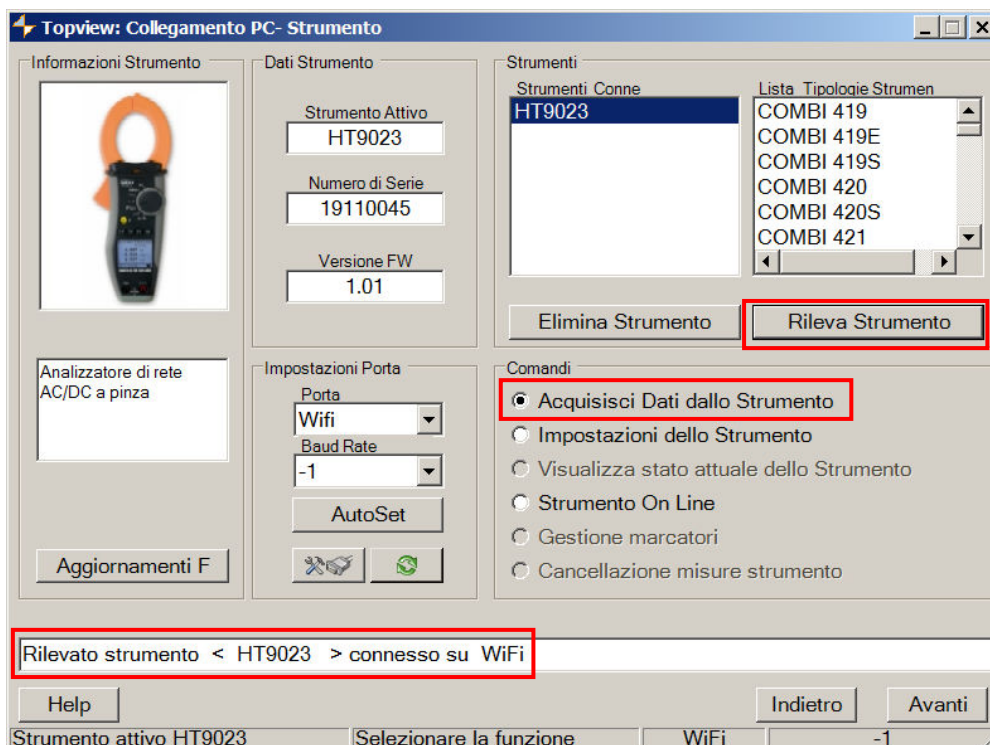 Topview: Collegamento PC- Strumento
Informazioni Strumento
Analizzatore di rete
AC/DC a pinza
Aggiornamenti F
Dati Strumento
Strumento Attivo
HT9023
Numero di Serie
19110045
Versione FW
1.01
Impostazioni Porta
Porta
Wifi
Baud Rate
-1
AutoSet
Strumenti
Strumenti Conne
HT9023
Lista Tipologie Strumen
COMBI 419
COMBI 419E
COMBI 419S
COMBI 420
COMBI 420S
COMBI 421
Elimina Strumento
Rileva Strumento
Comandi
Acquisisci Dati dallo Strumento
Impostazioni dello Strumento
Visualizza stato attuale dello Strumento
Strumento On Line
Gestione marcatori
Cancellazione misure strumento
Rilevato strumento < HT9023 > connesso su WiFi
Help
Indietro
Avanti
Strumento attivo HT9023
Selezionare la funzione
WiFi
-1